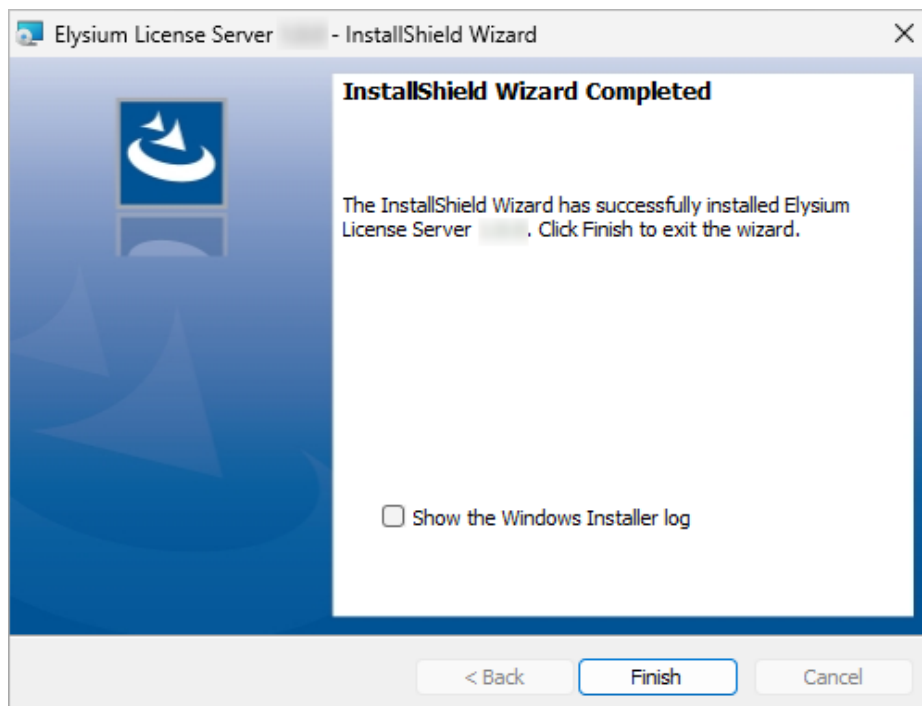 Elysium License Server - InstallShield Wizard
InstallShield Wizard Completed
The InstallShield Wizard has successfully installed Elysium
License Server . Click Finish to exit the wizard.
Show the Windows Installer log
< Back Finish Cancel